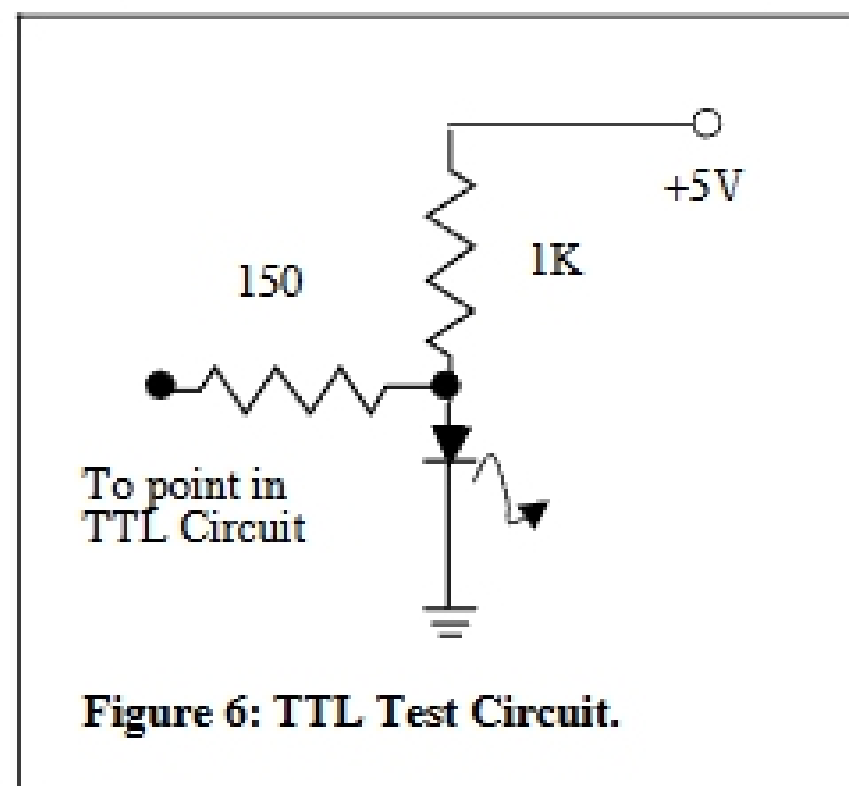 +5V
1K
150
To point in
TTL Circuit
Figure 6: TTL Test Circuit.